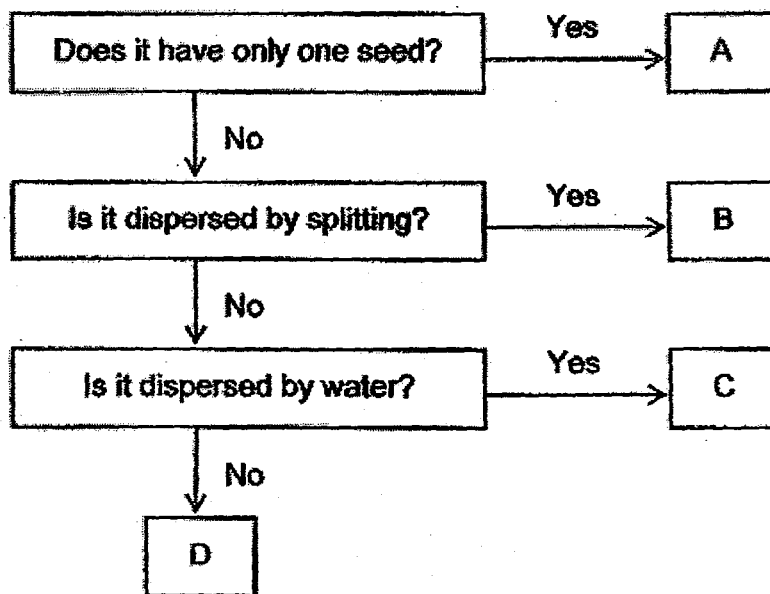 Does it have only one seed?
Yes
A
No
Is it dispersed by splitting?
Yes
B
No
Is it dispersed by water?
Yes
C
No
D